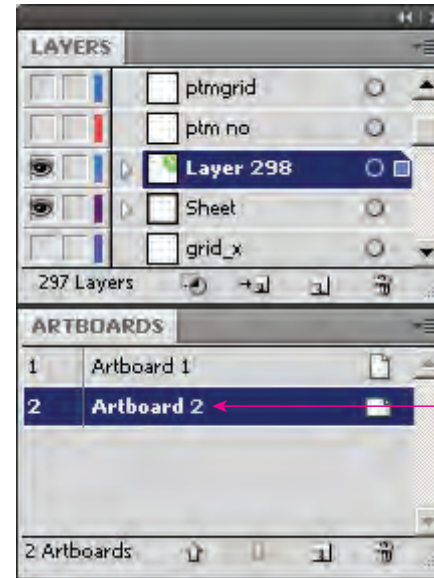 LAYERS
ptmgrid
ptm no
Layer 298
Sheet
grid_x
297 Layers
ARTBOARDS
1 Artboard 1
2 Artboard 2
2 Artboards